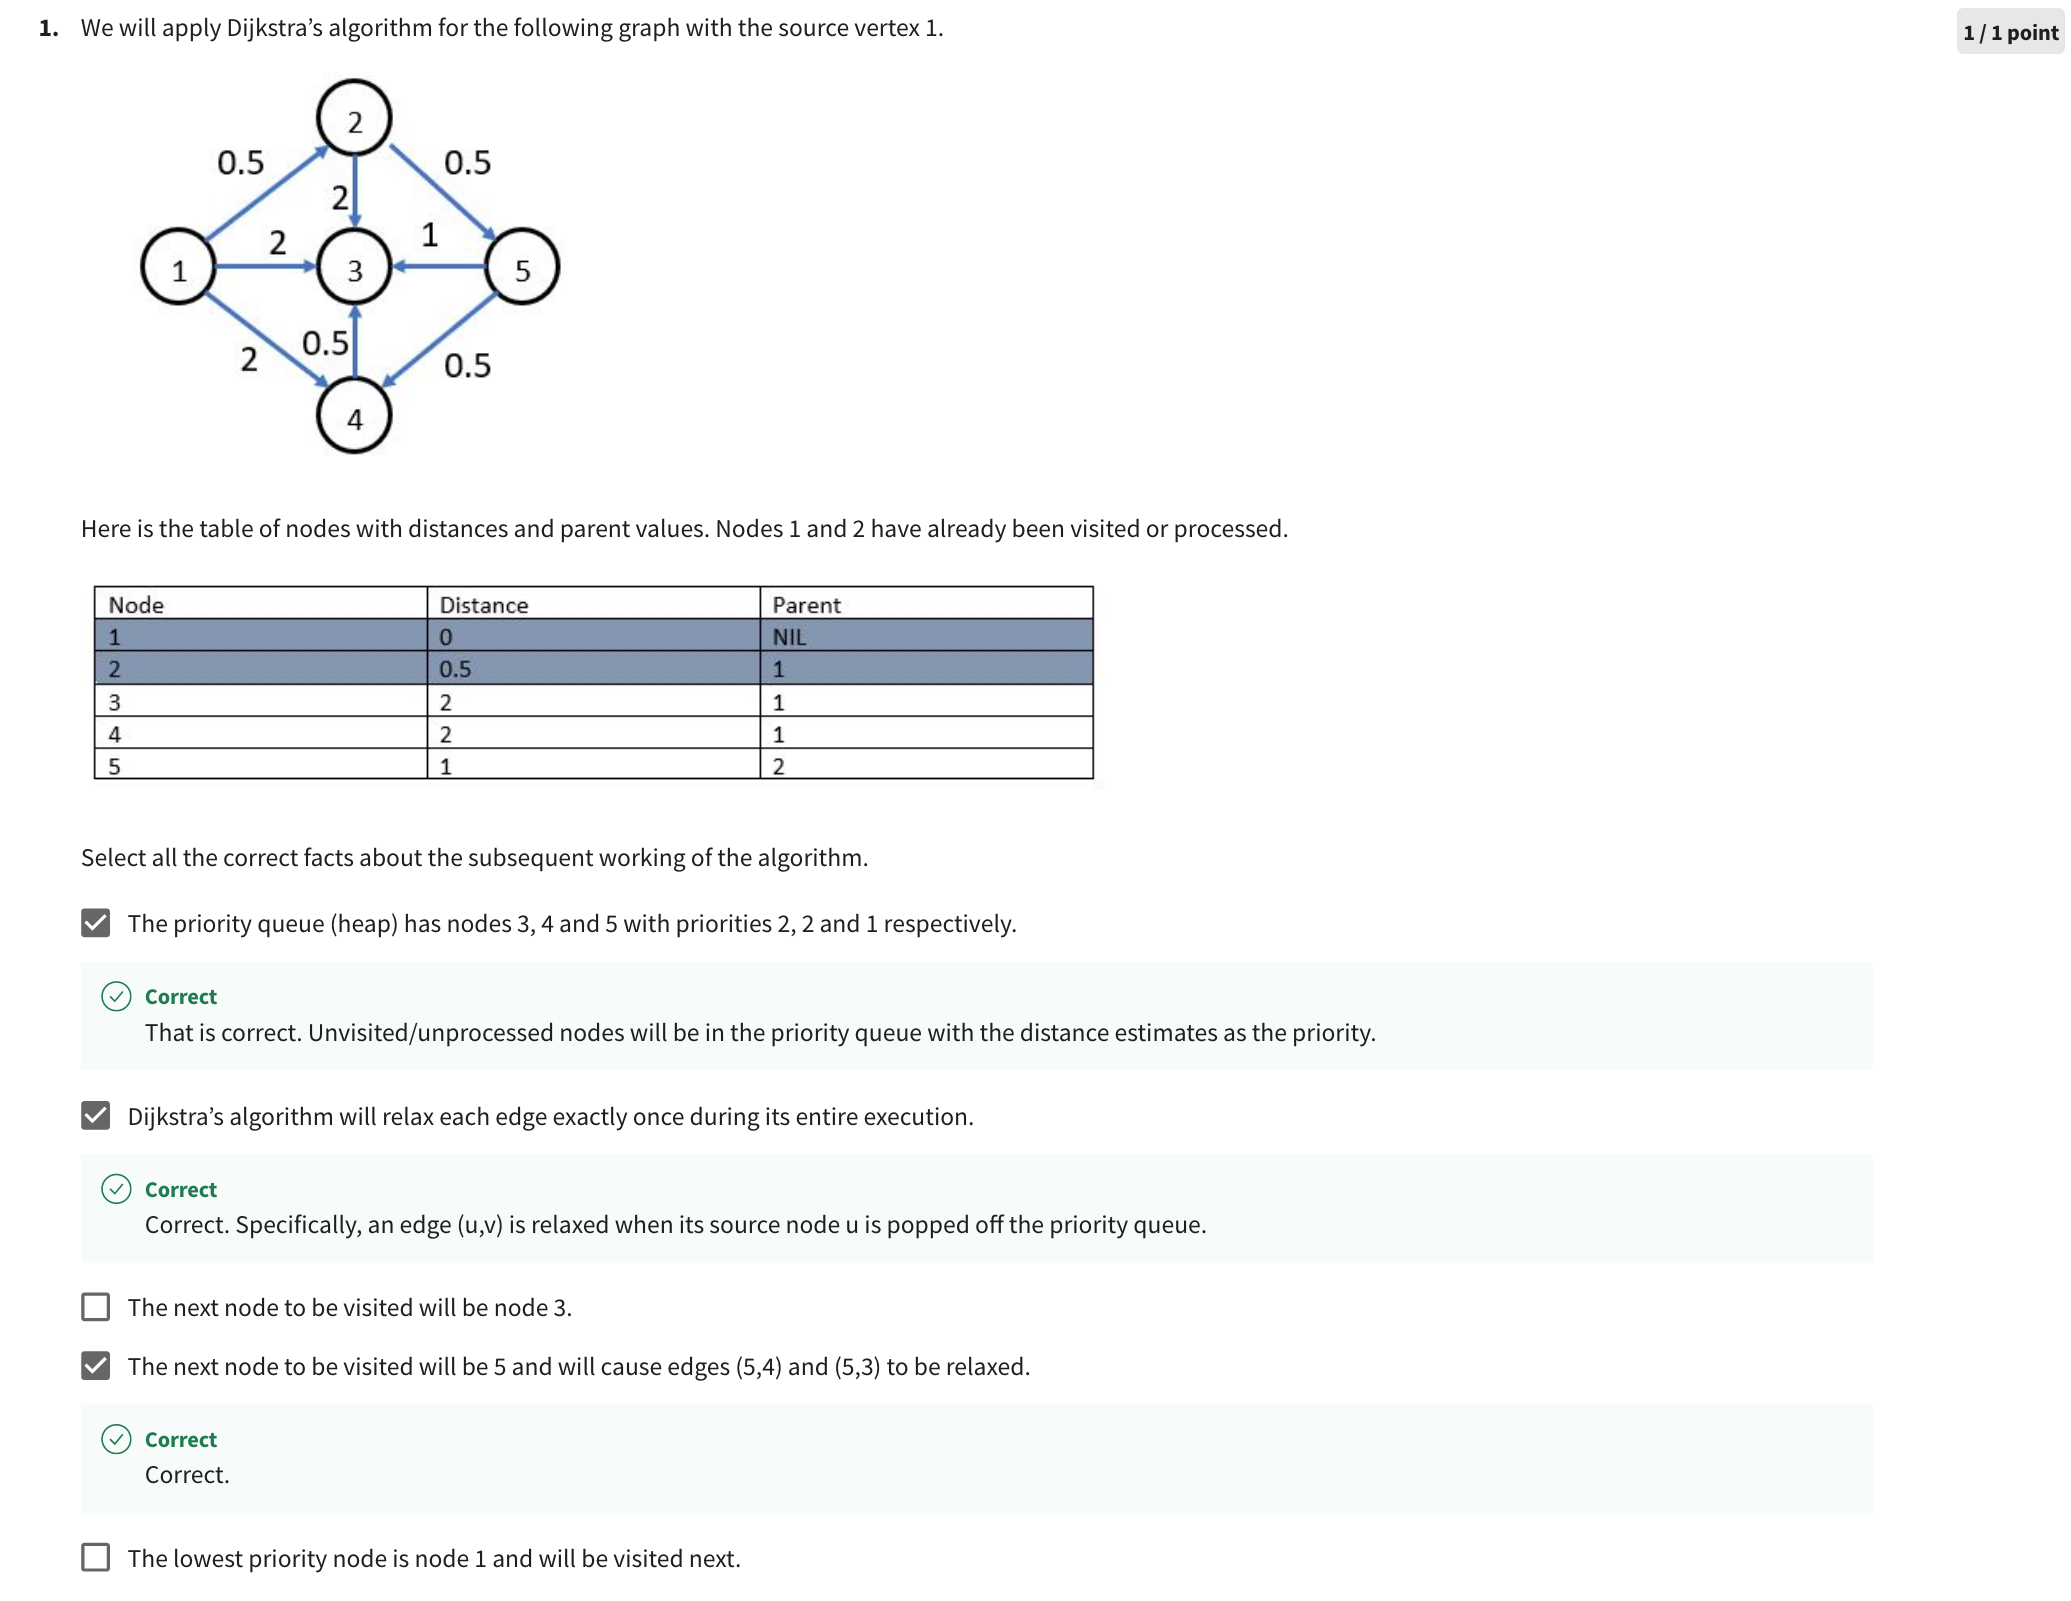 1. We will apply Dijkstra's algorithm for the following graph with the source vertex 1.
1 / 1 point
2
0.5
0.5
2
2
1
1
3
5
0.5
2
0.5
4
Here is the table of nodes with distances and parent values. Nodes 1 and 2 have already been visited or processed.
Node Distance Parent
1 0 NIL
2 0.5 1
3 2 1
4 2 1
5 1 2
Select all the correct facts about the subsequent working of the algorithm.
The priority queue (heap) has nodes 3, 4 and 5 with priorities 2, 2 and 1 respectively.
Correct
That is correct. Unvisited/unprocessed nodes will be in the priority queue with the distance estimates as the priority.
Dijkstra's algorithm will relax each edge exactly once during its entire execution.
Correct
Correct. Specifically, an edge (u,v) is relaxed when its source node u is popped off the priority queue.
The next node to be visited will be node 3.
The next node to be visited will be 5 and will cause edges (5,4) and (5,3) to be relaxed.
Correct
Correct.
The lowest priority node is node 1 and will be visited next.